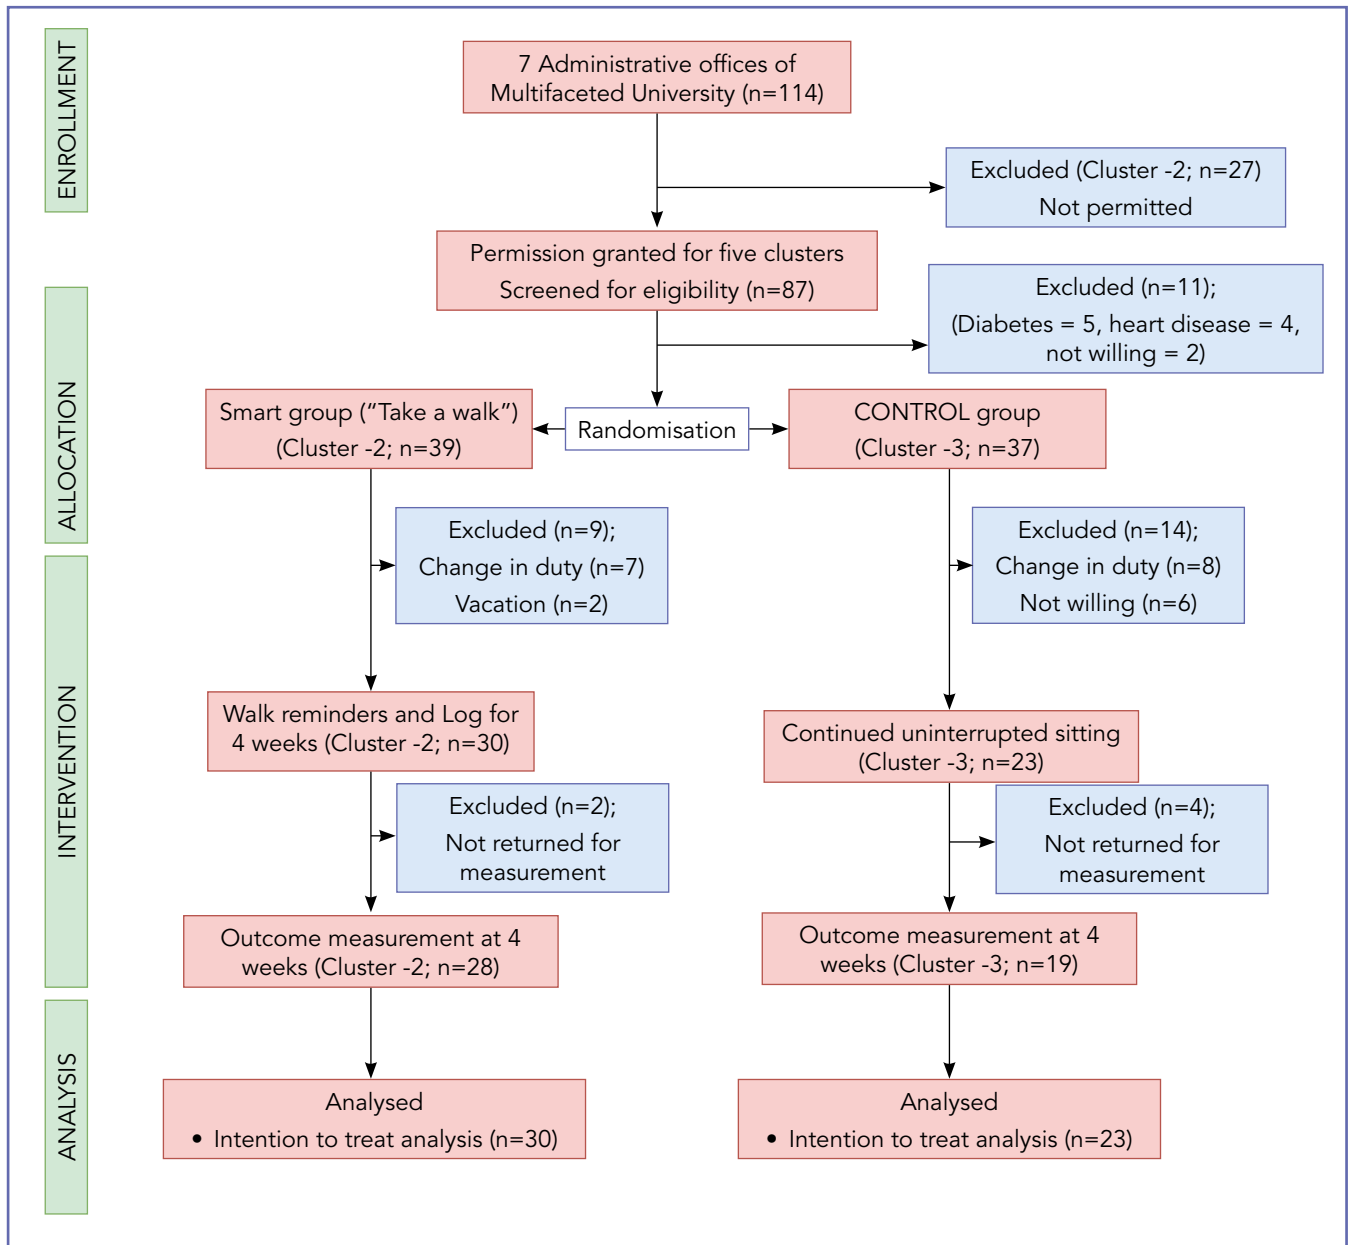 ENROLLMENT
7 Administrative offices of
Multifaceted University (n=114)
Excluded (Cluster -2; n=27)
Not permitted
Permission granted for five clusters
Screened for eligibility (n=87)
Excluded (n=11);
(Diabetes = 5, heart disease = 4,
not willing = 2)
ALLOCATION
Smart group (“Take a walk”)
(Cluster -2; n=39)
Randomisation
CONTROL group
(Cluster -3; n=37)
Excluded (n=9);
Change in duty (n=7)
Vacation (n=2)
Excluded (n=14);
Change in duty (n=8)
Not willing (n=6)
INTERVENTION
Walk reminders and Log for
4 weeks (Cluster -2; n=30)
Continued uninterrupted sitting
(Cluster -3; n=23)
Excluded (n=2);
Not returned for
measurement
Excluded (n=4);
Not returned for
measurement
Outcome measurement at 4
weeks (Cluster -2; n=28)
Outcome measurement at 4
weeks (Cluster -3; n=19)
ANALYSIS
Analysed
• Intention to treat analysis (n=30)
Analysed
• Intention to treat analysis (n=23)